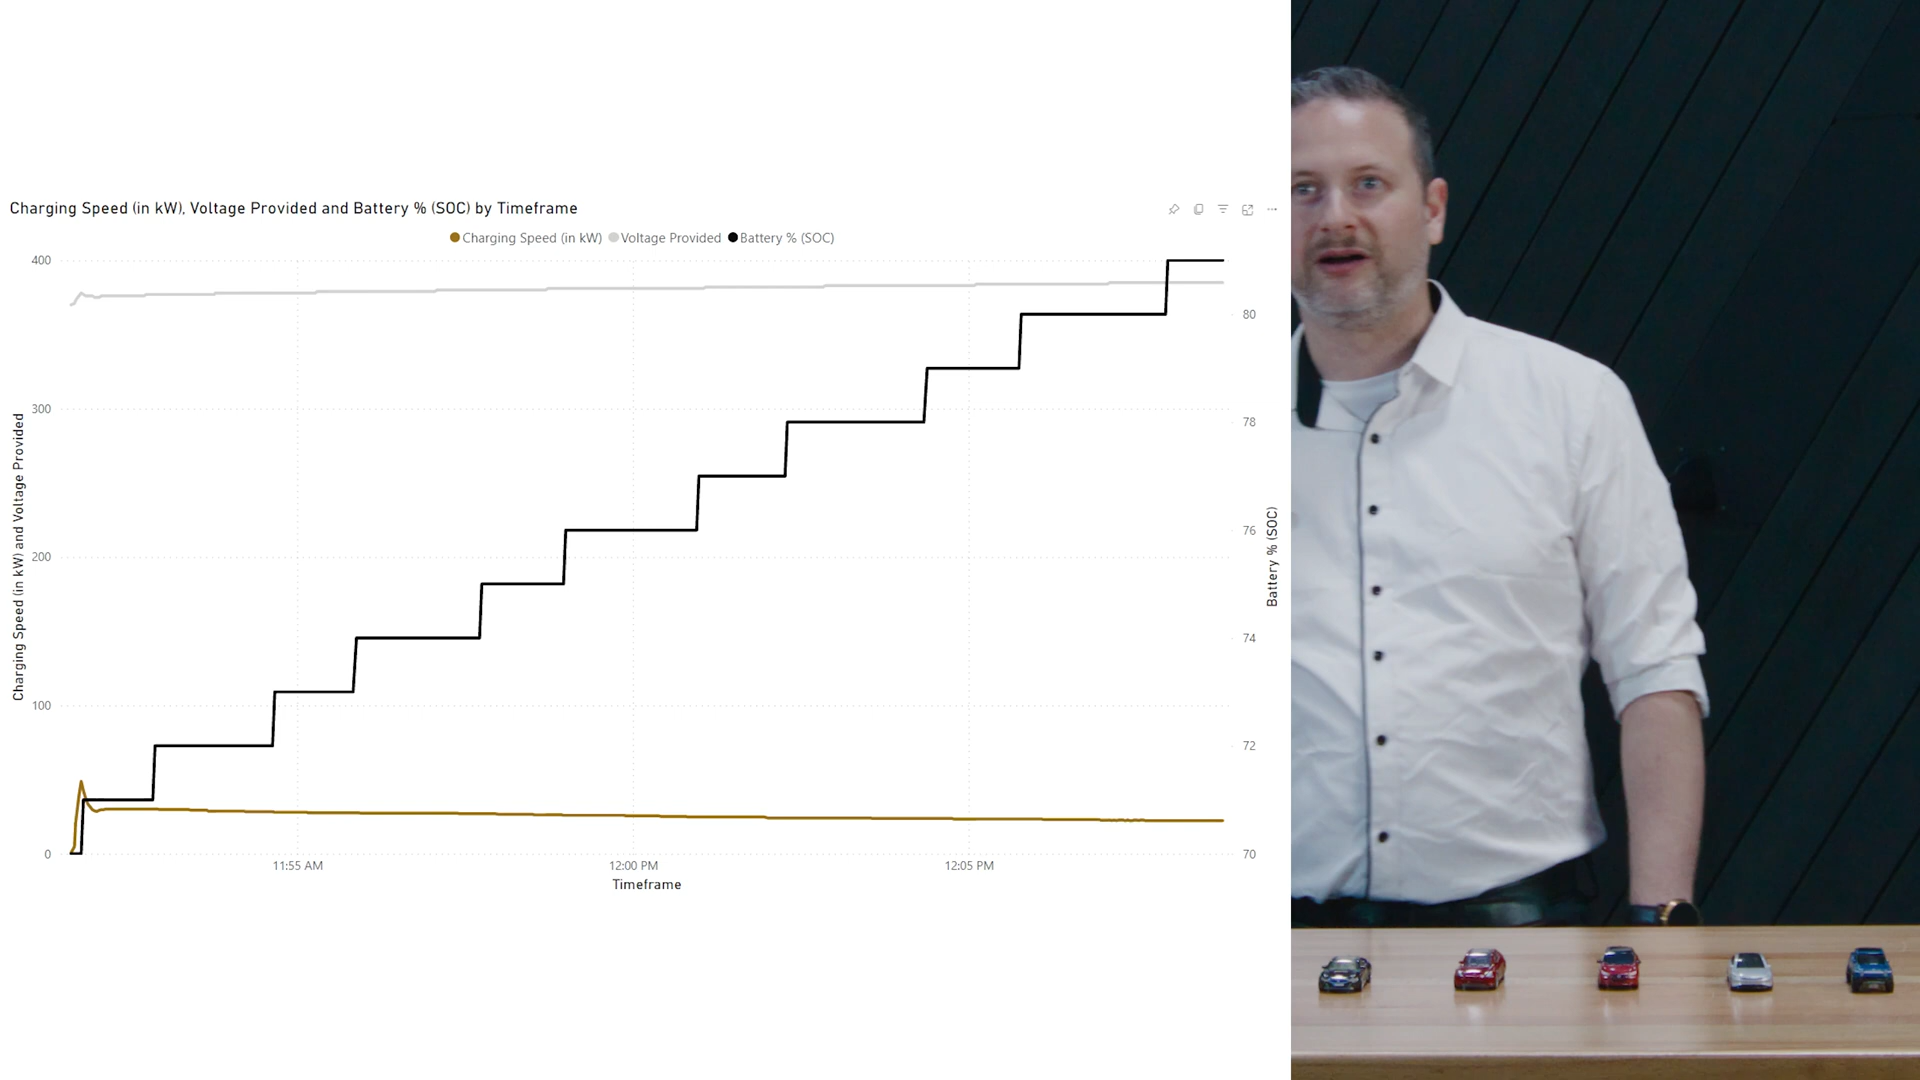 Charging Speed (in kW), Voltage Provided and Battery % (SOC) by Timeframe
Charging Speed (in kW) Voltage Provided Battery % (SOC)
400
300
200
100
0
Charging Speed (in kW) and Voltage Provided
80
78
76
74
72
70
Battery % (SOC)
11:55 AM 12:00 PM 12:05 PM
Timeframe